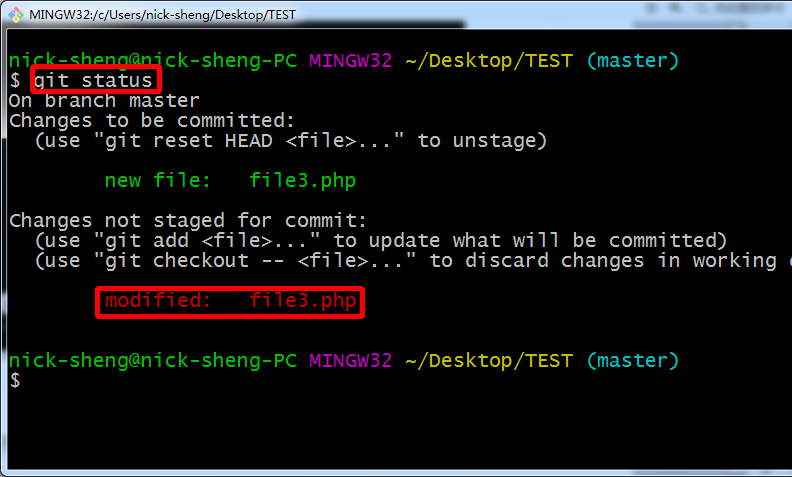 MINGW32:/c/Users/nick-sheng/Desktop/TEST
nick-sheng@nick-sheng-PC MINGW32 ~/Desktop/TEST (master)
$ git status
On branch master
Changes to be committed:
  (use "git reset HEAD <file>..." to unstage)
        new file:   file3.php
Changes not staged for commit:
  (use "git add <file>..." to update what will be committed)
  (use "git checkout -- <file>..." to discard changes in working
        modified:   file3.php
nick-sheng@nick-sheng-PC MINGW32 ~/Desktop/TEST (master)
$